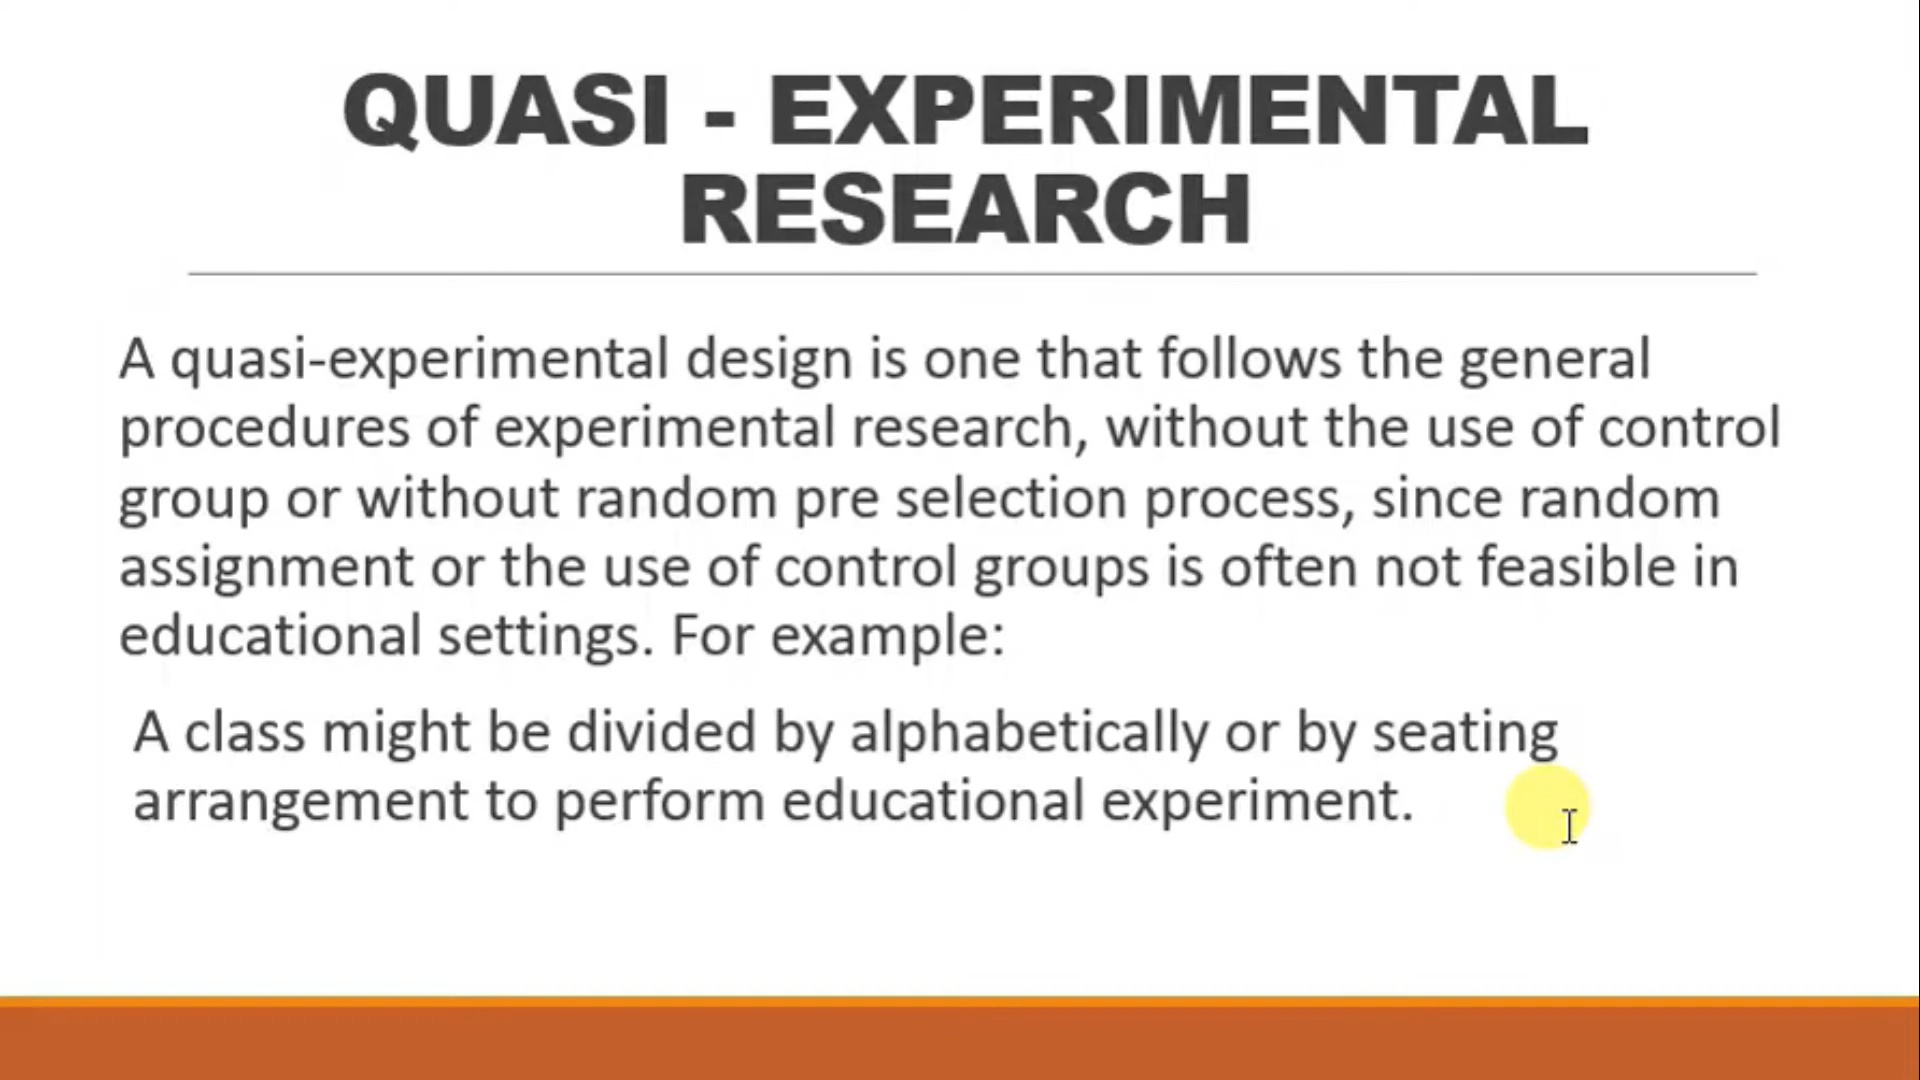 QUASI - EXPERIMENTAL
RESEARCH
A quasi-experimental design is one that follows the general
procedures of experimental research, without the use of control
group or without random pre selection process, since random
assignment or the use of control groups is often not feasible in
educational settings. For example:
A class might be divided by alphabetically or by seating
arrangement to perform educational experiment.